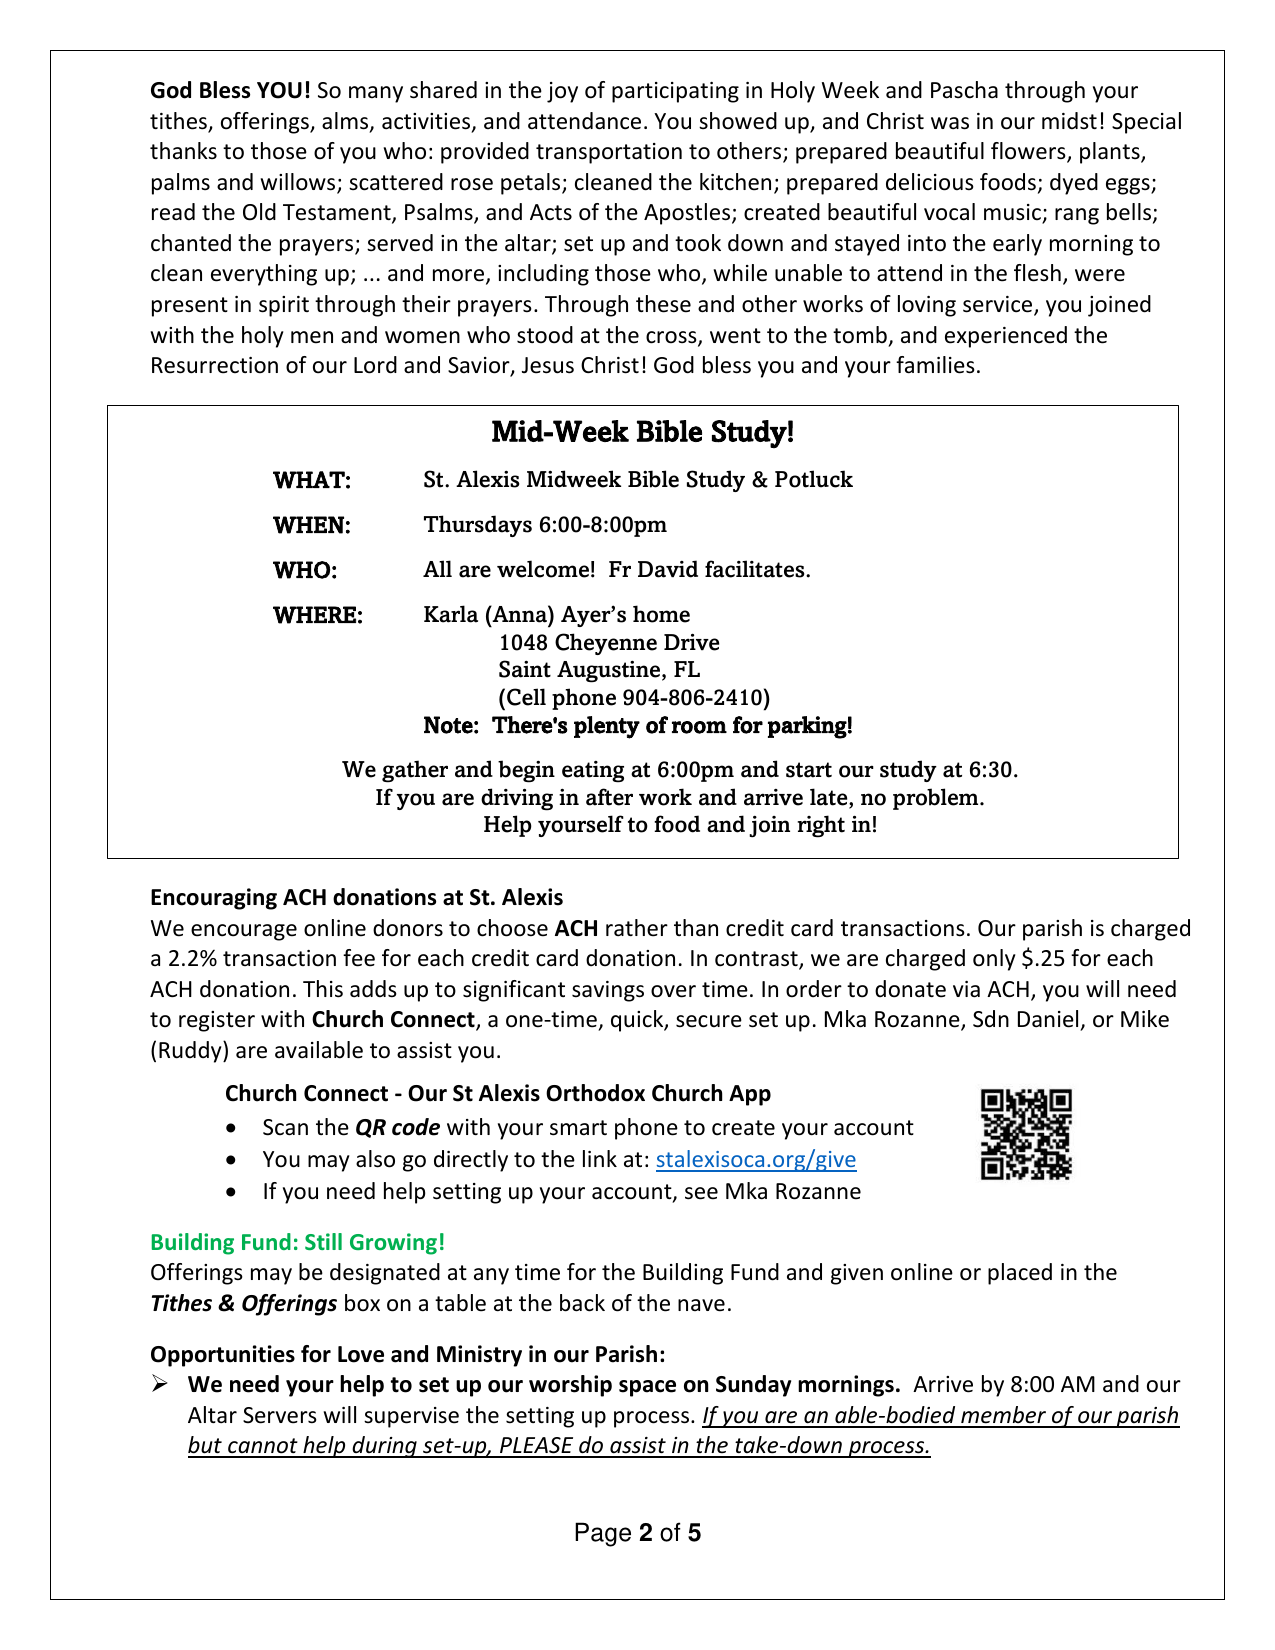 God Bless YOU! So many shared in the joy of participating in Holy Week and Pascha through your
tithes, offerings, alms, activities, and attendance. You showed up, and Christ was in our midst! Special
thanks to those of you who: provided transportation to others; prepared beautiful flowers, plants,
palms and willows; scattered rose petals; cleaned the kitchen; prepared delicious foods; dyed eggs;
read the Old Testament, Psalms, and Acts of the Apostles; created beautiful vocal music; rang bells;
chanted the prayers; served in the altar; set up and took down and stayed into the early morning to
clean everything up; ... and more, including those who, while unable to attend in the flesh, were
present in spirit through their prayers. Through these and other works of loving service, you joined
with the holy men and women who stood at the cross, went to the tomb, and experienced the
Resurrection of our Lord and Savior, Jesus Christ! God bless you and your families.
Mid-Week Bible Study!
WHAT: St. Alexis Midweek Bible Study & Potluck
WHEN: Thursdays 6:00-8:00pm
WHO: All are welcome! Fr David facilitates.
WHERE: Karla (Anna) Ayer’s home
1048 Cheyenne Drive
Saint Augustine, FL
(Cell phone 904-806-2410)
Note: There's plenty of room for parking!
We gather and begin eating at 6:00pm and start our study at 6:30.
If you are driving in after work and arrive late, no problem.
Help yourself to food and join right in!
Encouraging ACH donations at St. Alexis
We encourage online donors to choose ACH rather than credit card transactions. Our parish is charged
a 2.2% transaction fee for each credit card donation. In contrast, we are charged only $.25 for each
ACH donation. This adds up to significant savings over time. In order to donate via ACH, you will need
to register with Church Connect, a one-time, quick, secure set up. Mka Rozanne, Sdn Daniel, or Mike
(Ruddy) are available to assist you.
Church Connect - Our St Alexis Orthodox Church App
• Scan the QR code with your smart phone to create your account
• You may also go directly to the link at: stalexisoca.org/give
• If you need help setting up your account, see Mka Rozanne
Building Fund: Still Growing!
Offerings may be designated at any time for the Building Fund and given online or placed in the
Tithes & Offerings box on a table at the back of the nave.
Opportunities for Love and Ministry in our Parish:
➢ We need your help to set up our worship space on Sunday mornings. Arrive by 8:00 AM and our
Altar Servers will supervise the setting up process. If you are an able-bodied member of our parish
but cannot help during set-up, PLEASE do assist in the take-down process.
Page 2 of 5